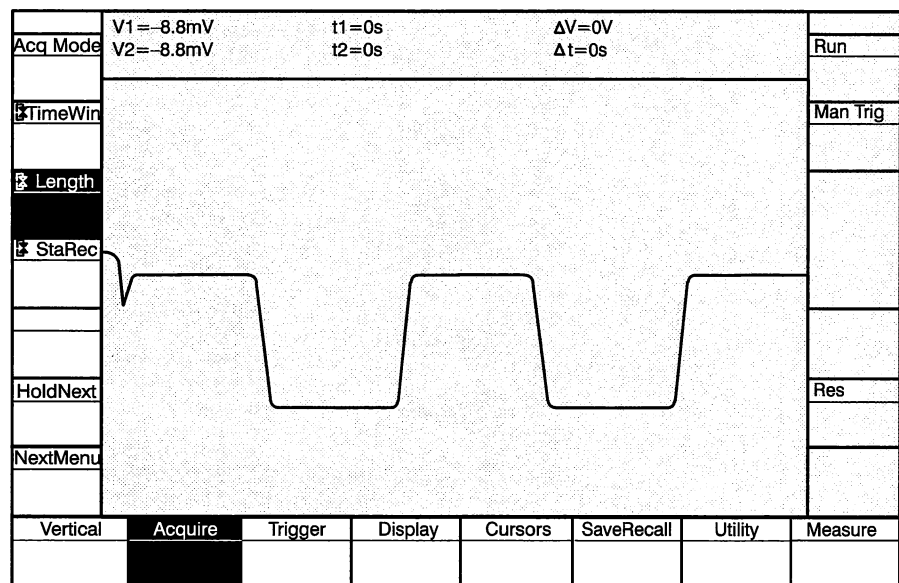 V1=–8.8mV t1=0s ΔV=0V
V2=–8.8mV t2=0s Δt=0s
Acq Mode
TimeWin
Length
StaRec
HoldNext
NextMenu
Run
Man Trig
Res
Vertical Acquire Trigger Display Cursors SaveRecall Utility Measure